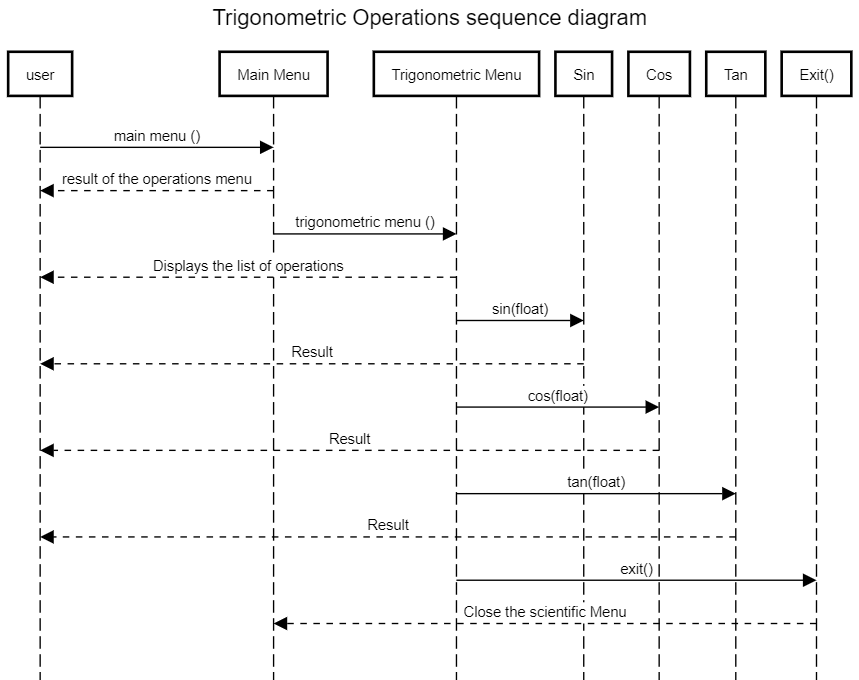 Trigonometric Operations sequence diagram
user
Main Menu
Trigonometric Menu
Sin
Cos
Tan
Exit()
main menu ()
result of the operations menu
trigonometric menu ()
Displays the list of operations
sin(float)
Result
cos(float)
Result
tan(float)
Result
exit()
Close the scientific Menu